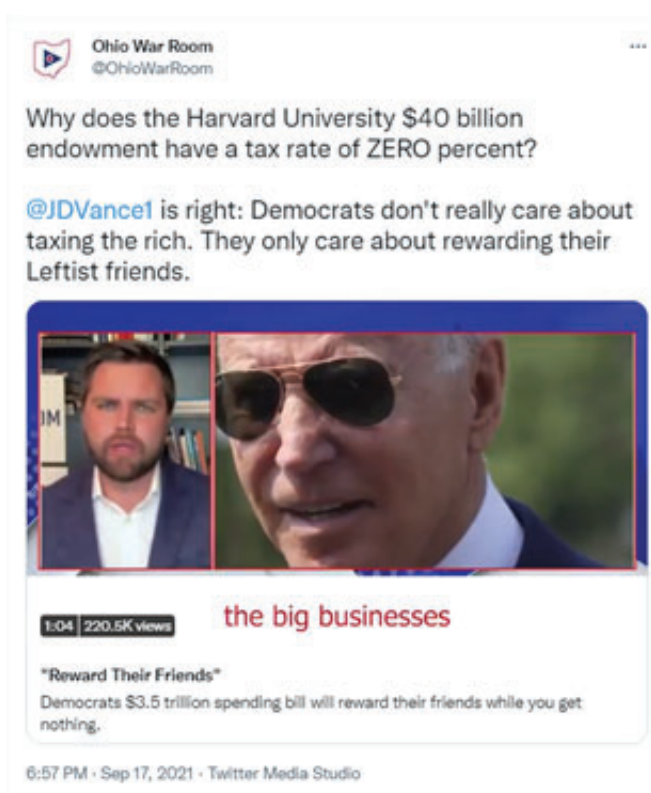 Ohio War Room
@OhioWarRoom
Why does the Harvard University $40 billion
endowment have a tax rate of ZERO percent?
@JDVance1 is right: Democrats don't really care about
taxing the rich. They only care about rewarding their
Leftist friends.
OM
1:04 220.5K views
the big businesses
"Reward Their Friends"
Democrats $3.5 trillion spending bill will reward their friends while you get
nothing.
6:57 PM · Sep 17, 2021 · Twitter Media Studio